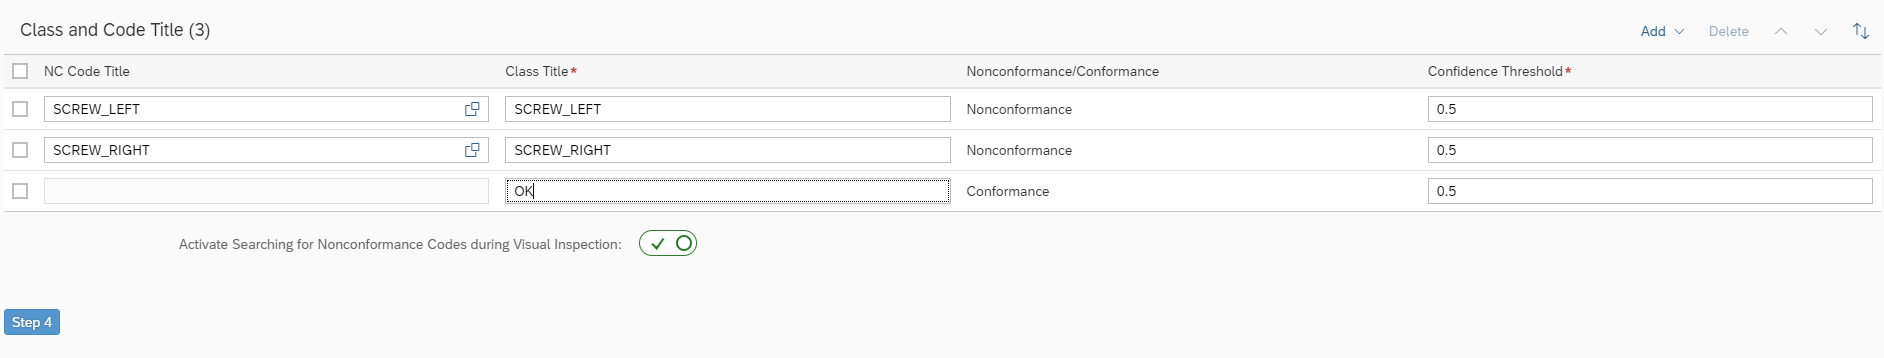 Class and Code Title (3)
Add Delete
NC Code Title Class Title* Nonconformance/Conformance Confidence Threshold*
SCREW_LEFT SCREW_LEFT Nonconformance 0.5
SCREW_RIGHT SCREW_RIGHT Nonconformance 0.5
OK Conformance 0.5
Activate Searching for Nonconformance Codes during Visual Inspection:
Step 4